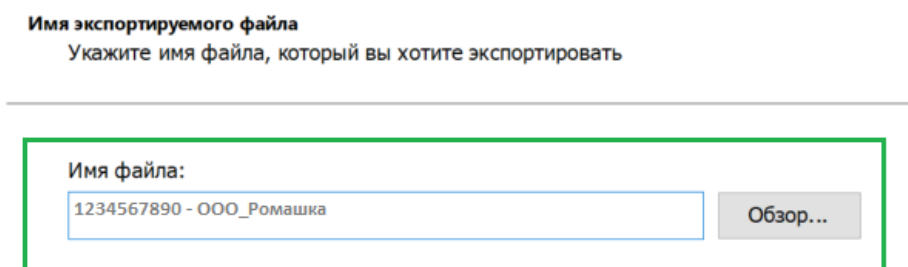 Имя экспортируемого файла
Укажите имя файла, который вы хотите экспортировать
Имя файла:
1234567890 - ООО_Ромашка
Обзор...